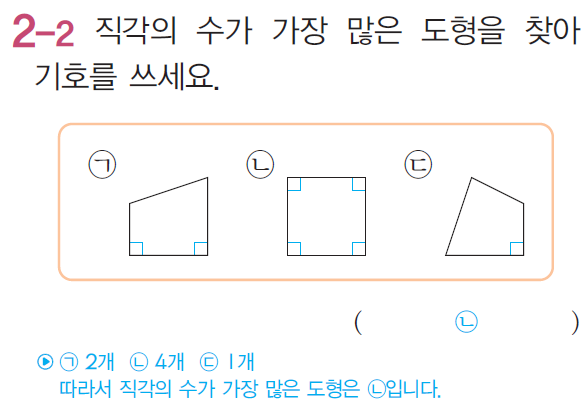 2-2 직각의 수가 가장 많은 도형을 찾아
기호를 쓰세요.
㉠ ㉡ ㉢
( ㉡ )
▶ ㉠ 2개 ㉡ 4개 ㉢ 1개
따라서 직각의 수가 가장 많은 도형은 ㉡입니다.